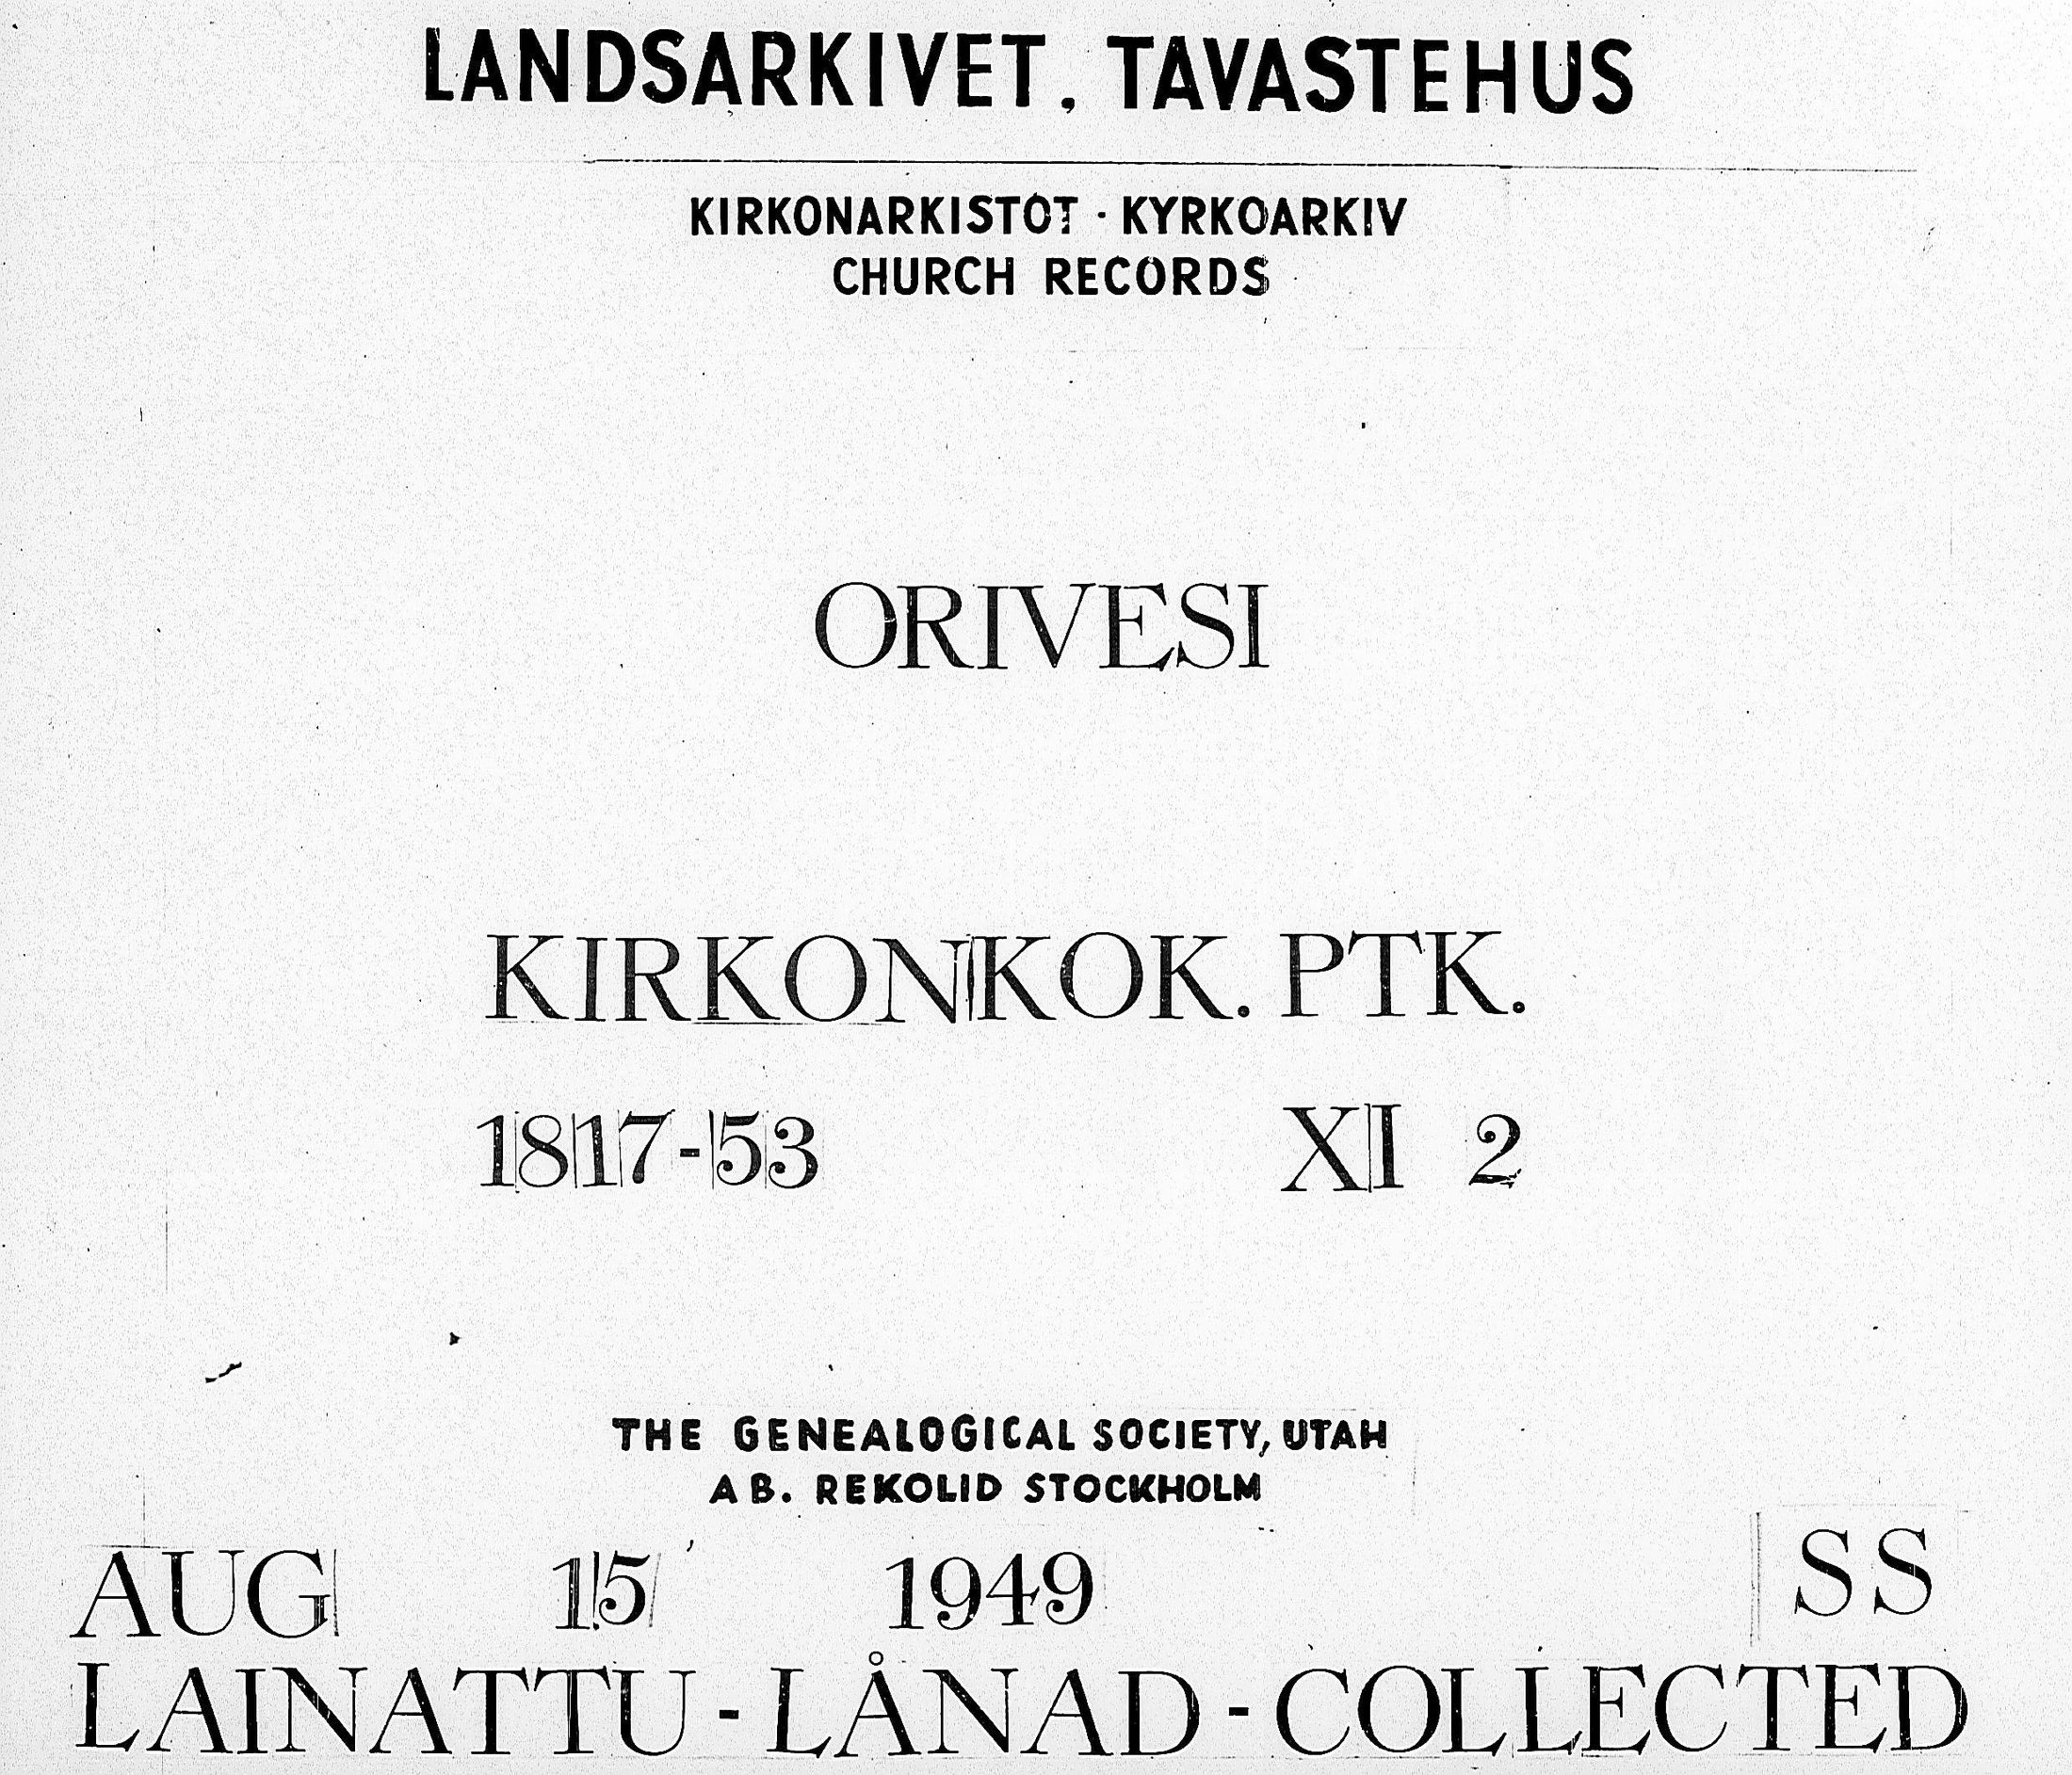 LANDSARKIVET. TAVASTEHUS
KIRKONARKISTOT · KYRKOARKIV
CHURCH RECORDS
ORIVESI
KIRKONKOK. PTK.
1817-53 XI 2
THE GENEALOGICAL SOCIETY, UTAH
AB. REKOLID STOCKHOLM
AUG 15 1949 SS
LAINATTU-LÅNAD-COLLECTED